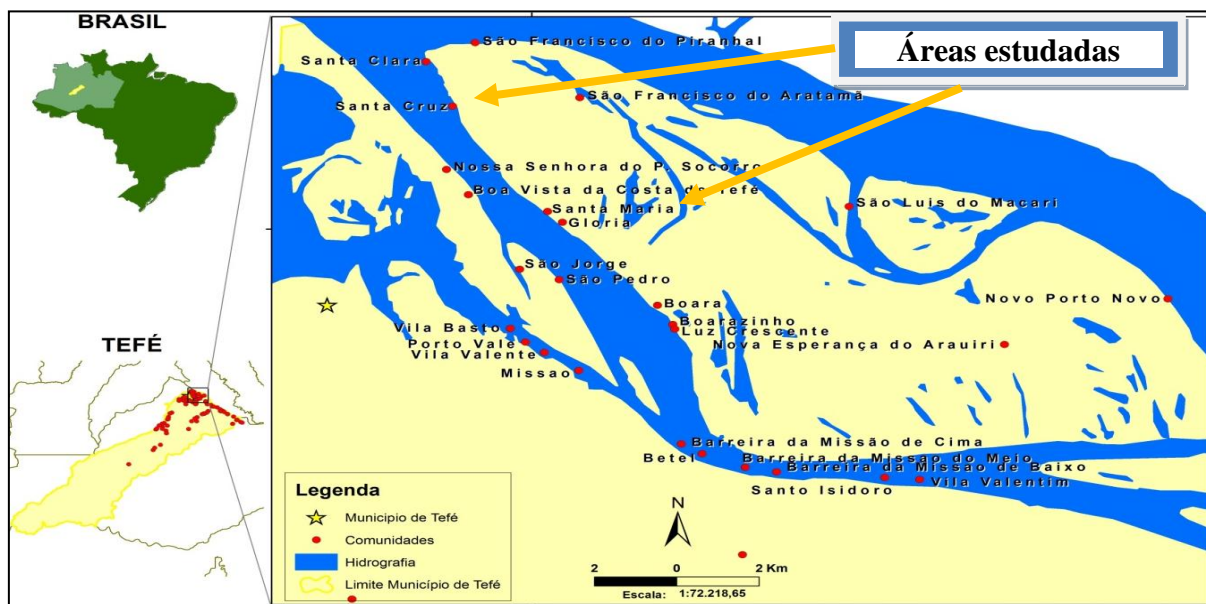 BRASIL
TEFÉ
Áreas estudadas
São Francisco do Piranhal
Santa Clara
São Francisco do Aratamã
Santa Cruz
Nossa Senhora do P. Socorro
Boa Vista da Costa de Tefé
Santa Maria
São Luis do Macari
Gloria
São Jorge
São Pedro
Novo Porto Novo
Boara
Boarazinho
Vila Basto
Luz Crescente
Porto Vale
Nova Esperança do Arauiri
Vila Valente
Missao
Barreira da Missão de Cima
Betel
Barreira da Missão do Meio
Barreira da Missão de Baixo
Vila Valentim
Santo Isidoro
Legenda
Municipio de Tefé
Comunidades
Hidrografia
Limite Município de Tefé
N
2 0 2 Km
Escala: 1:72.218,65